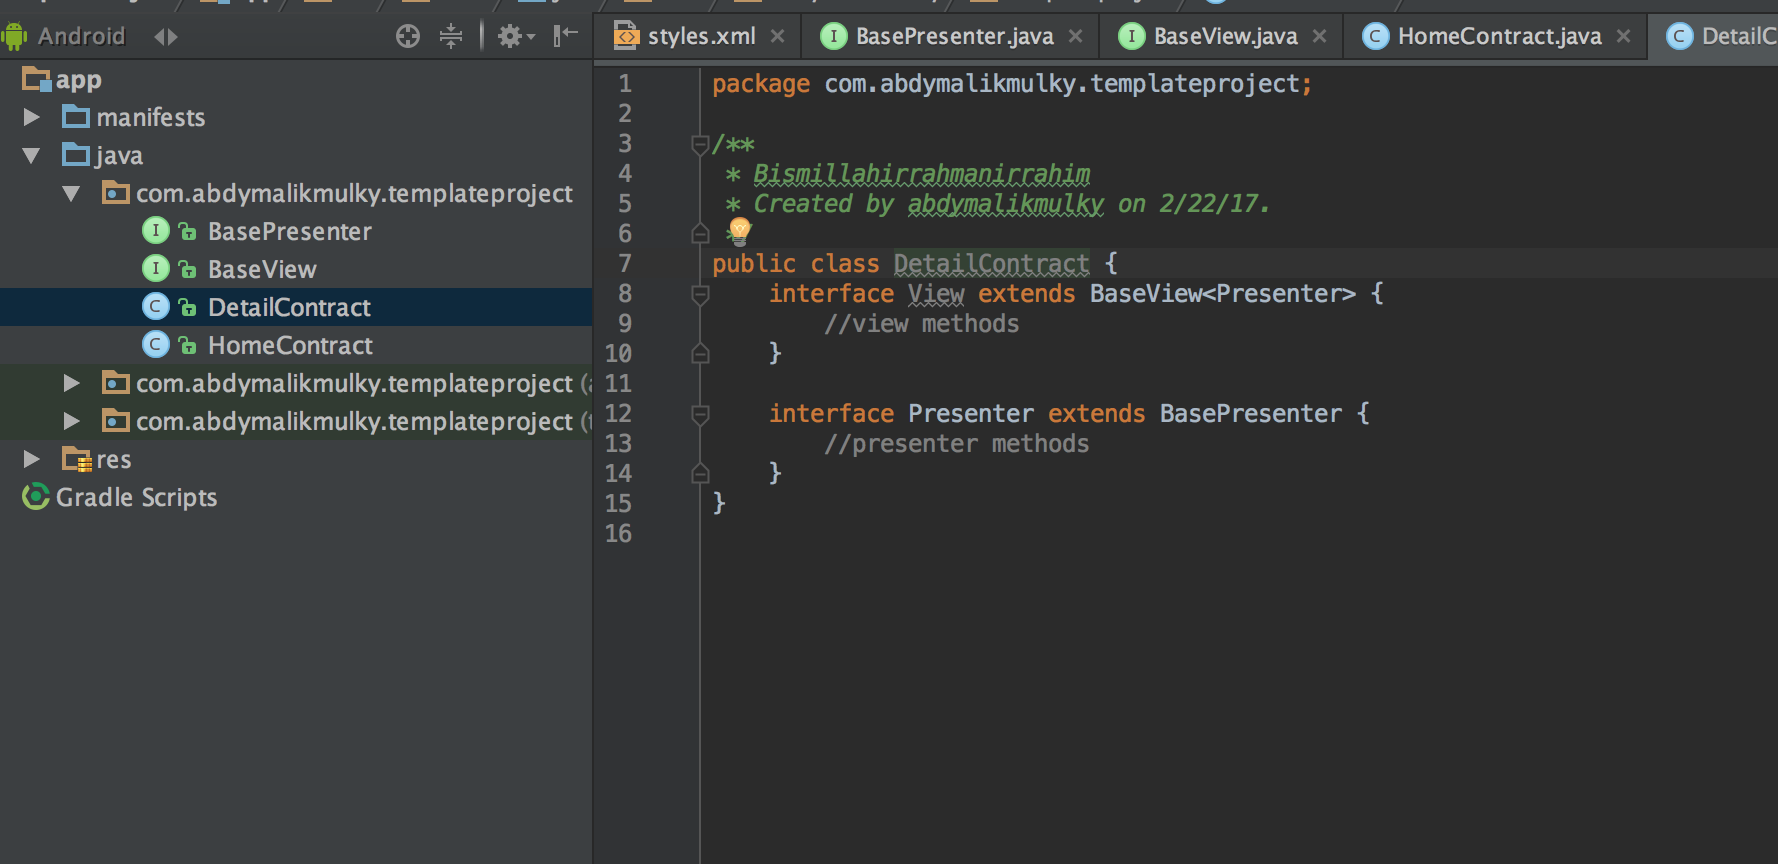 Android
app
manifests
java
com.abdymalikmulky.templateproject
I BasePresenter
I BaseView
C DetailContract
C HomeContract
com.abdymalikmulky.templateproject
com.abdymalikmulky.templateproject
res
Gradle Scripts
styles.xml I BasePresenter.java I BaseView.java C HomeContract.java C DetailC
1 package com.abdymalikmulky.templateproject;
2
3 /**
4 * Bismillahirrahmanirrahim
5 * Created by abdymalikmulky on 2/22/17.
6
7 public class DetailContract {
8 interface View extends BaseView<Presenter> {
9 //view methods
10 }
11
12 interface Presenter extends BasePresenter {
13 //presenter methods
14 }
15 }
16